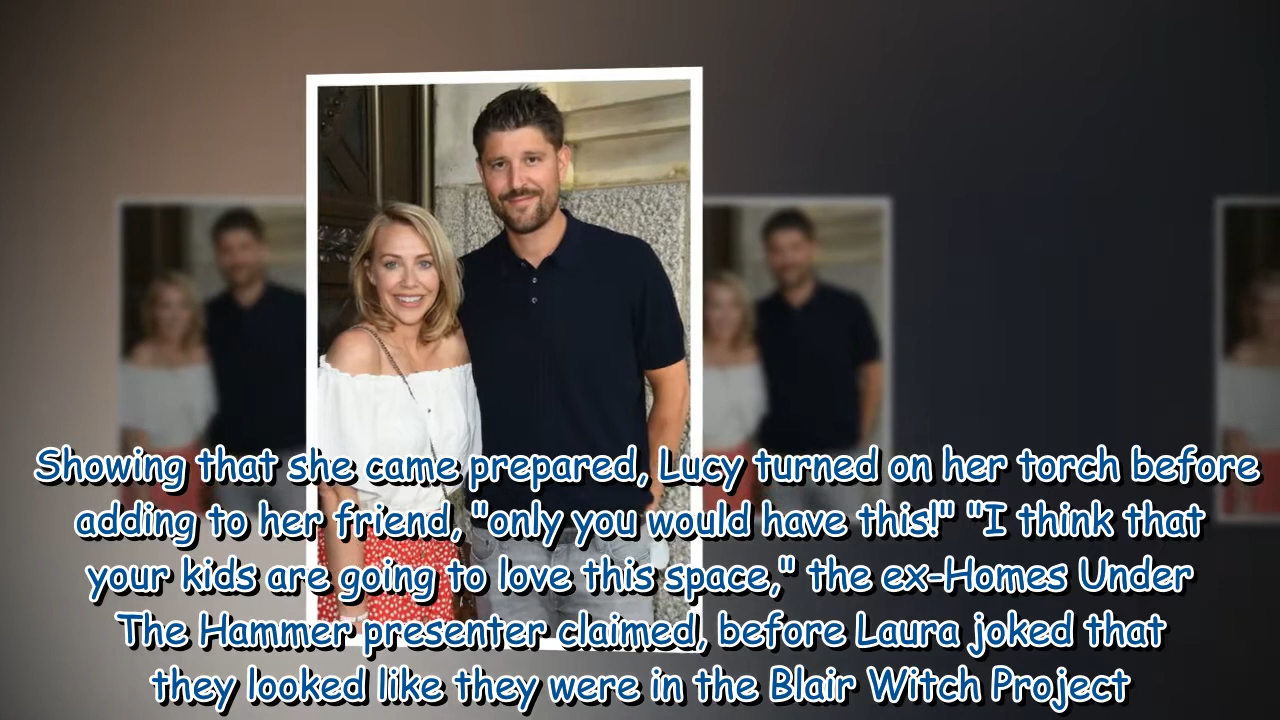 Showing that she came prepared, Lucy turned on her torch before
adding to her friend, "only you would have this!" "I think that
your kids are going to love this space," the ex-Homes Under
The Hammer presenter claimed, before Laura joked that
they looked like they were in the Blair Witch Project